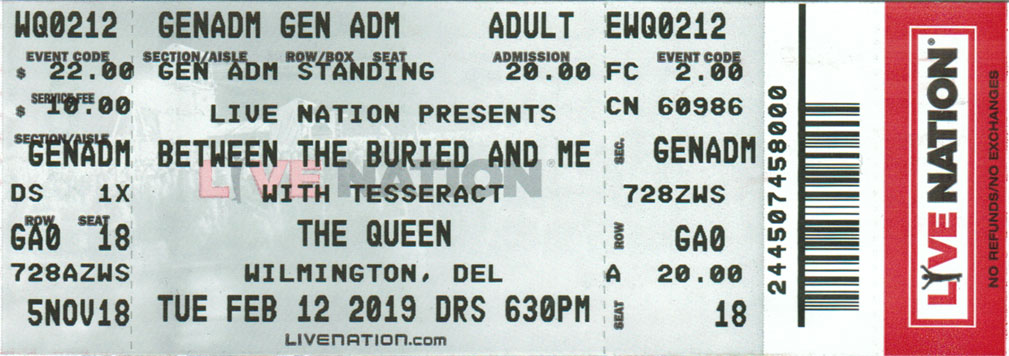 WQ0212 GENADM GEN ADM ADULT EWQ0212
EVENT CODE SECTION/AISLE ROW/BOX SEAT ADMISSION EVENT CODE
$ 22.00 GEN ADM STANDING 20.00 FC 2.00
SERVICE FEE
$ 10.00 LIVE NATION PRESENTS CN 60986
SECTION/AISLE
GENADM BETWEEN THE BURIED AND ME SEC. GENADM
LIVE NATION®
DS 1X WITH TESSERACT 728ZWS
ROW SEAT
GA0 18 THE QUEEN ROW GA0
728AZWS WILMINGTON, DEL A 20.00
5NOV18 TUE FEB 12 2019 DRS 630PM SEAT 18
LIVENATION.com
244507458000
LIVE NATION®
NO REFUNDS/NO EXCHANGES